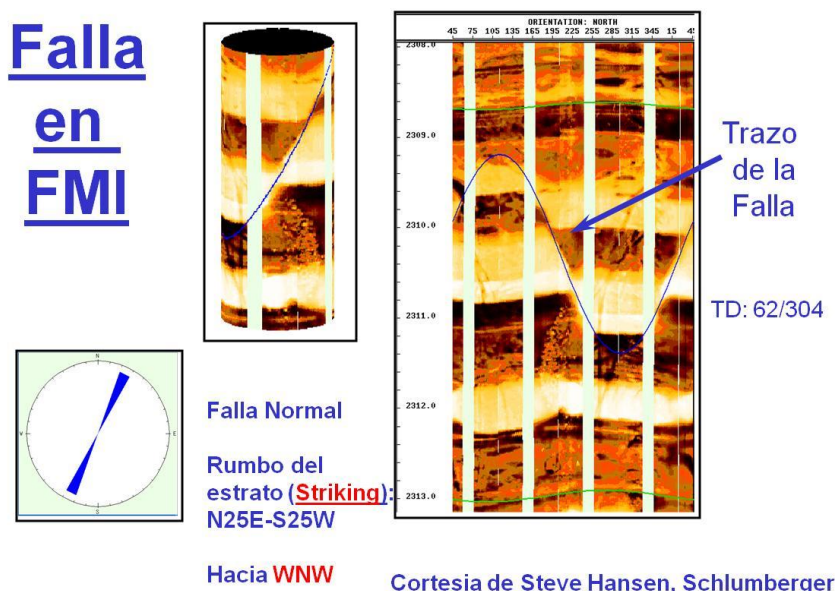 Falla
en
FMI
ORIENTATION: NORTH
45 75 105 135 165 195 225 255 285 315 345 15 45
2308.0
2309.0
2310.0
2311.0
2312.0
2313.0
Trazo
de la
Falla
TD: 62/304
N
E
S
Falla Normal
Rumbo del
estrato (Striking):
N25E-S25W
Hacia WNW
Cortesia de Steve Hansen, Schlumberger